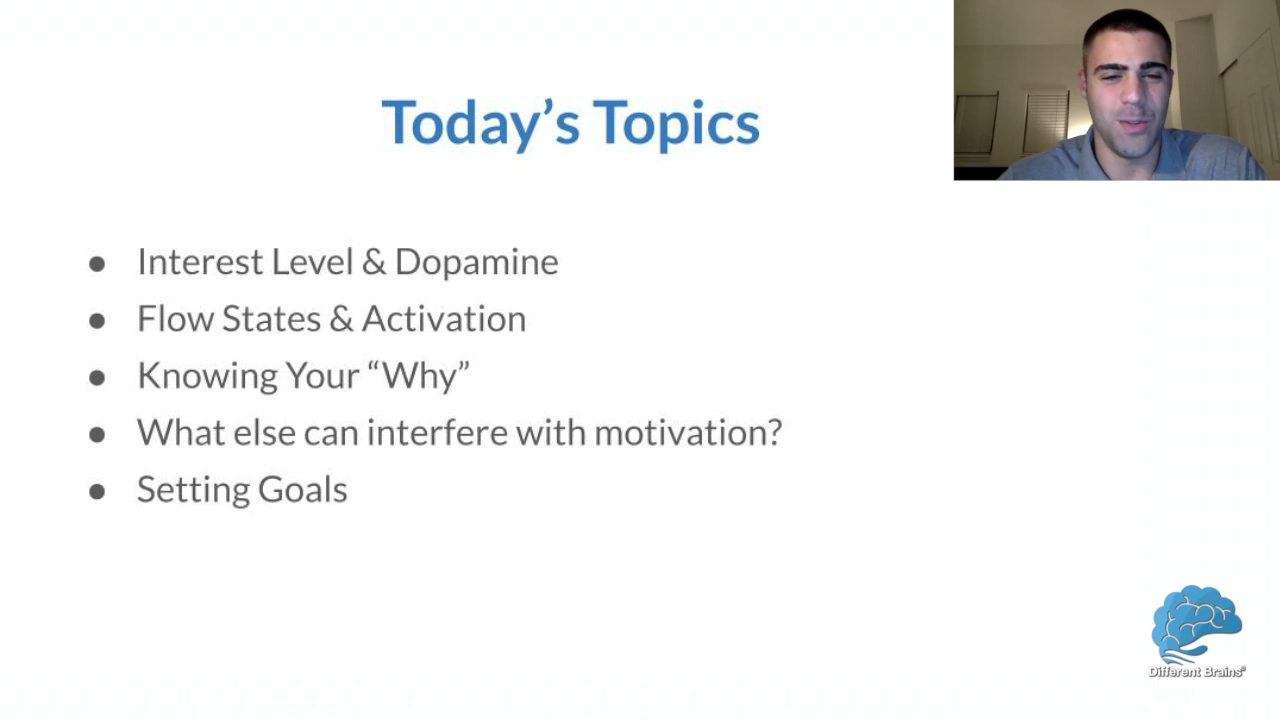 Today’s Topics
● Interest Level & Dopamine
● Flow States & Activation
● Knowing Your “Why”
● What else can interfere with motivation?
● Setting Goals
Different Brains®